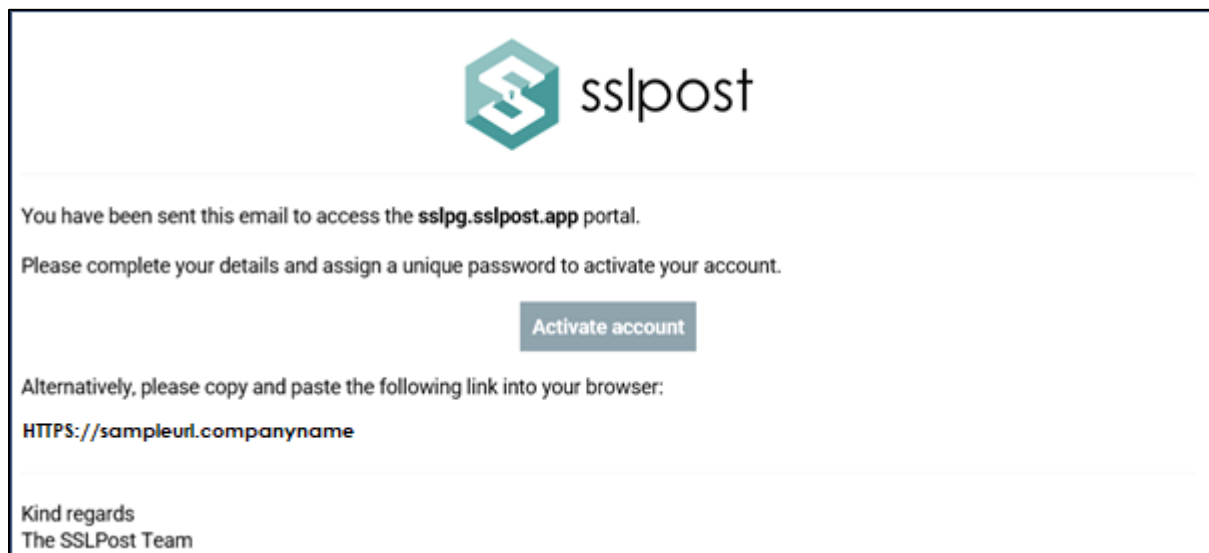 sslpost
You have been sent this email to access the sslpg.sslpost.app portal.
Please complete your details and assign a unique password to activate your account.
Activate account
Alternatively, please copy and paste the following link into your browser:
HTTPS://sampleurl.companyname
Kind regards
The SSLPost Team